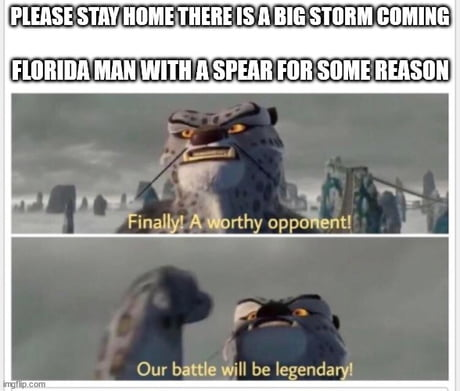 PLEASE STAY HOME THERE IS A BIG STORM COMING
FLORIDA MAN WITH A SPEAR FOR SOME REASON
Finally! A worthy opponent!
Our battle will be legendary!
imgflip.com